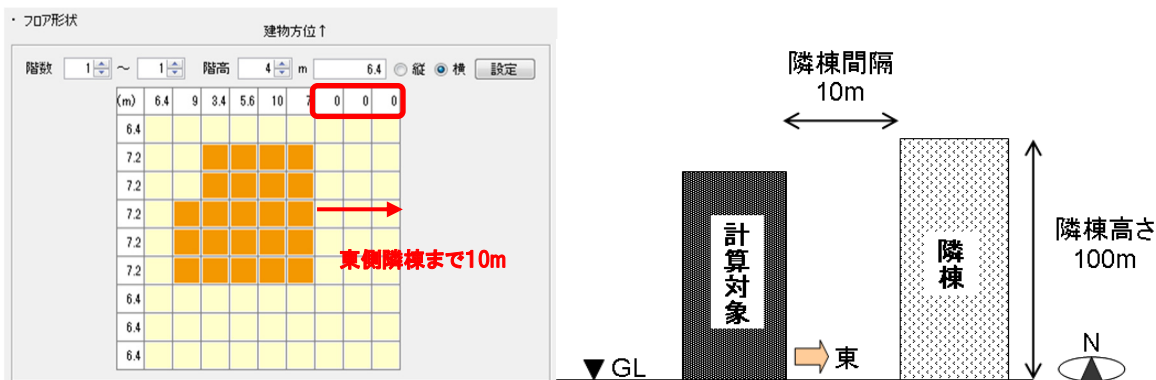 ・ フロア形状
建物方位↑
階数 1 ～ 1 階高 4 m 6.4 縦 横 設定
(m) 6.4 9 3.4 5.6 10 7 0 0 0
6.4
7.2
7.2
7.2
7.2
7.2
6.4
6.4
6.4
東側隣棟まで10m
隣棟間隔
10m
計算対象
隣棟
隣棟高さ
100m
東
▼GL
N